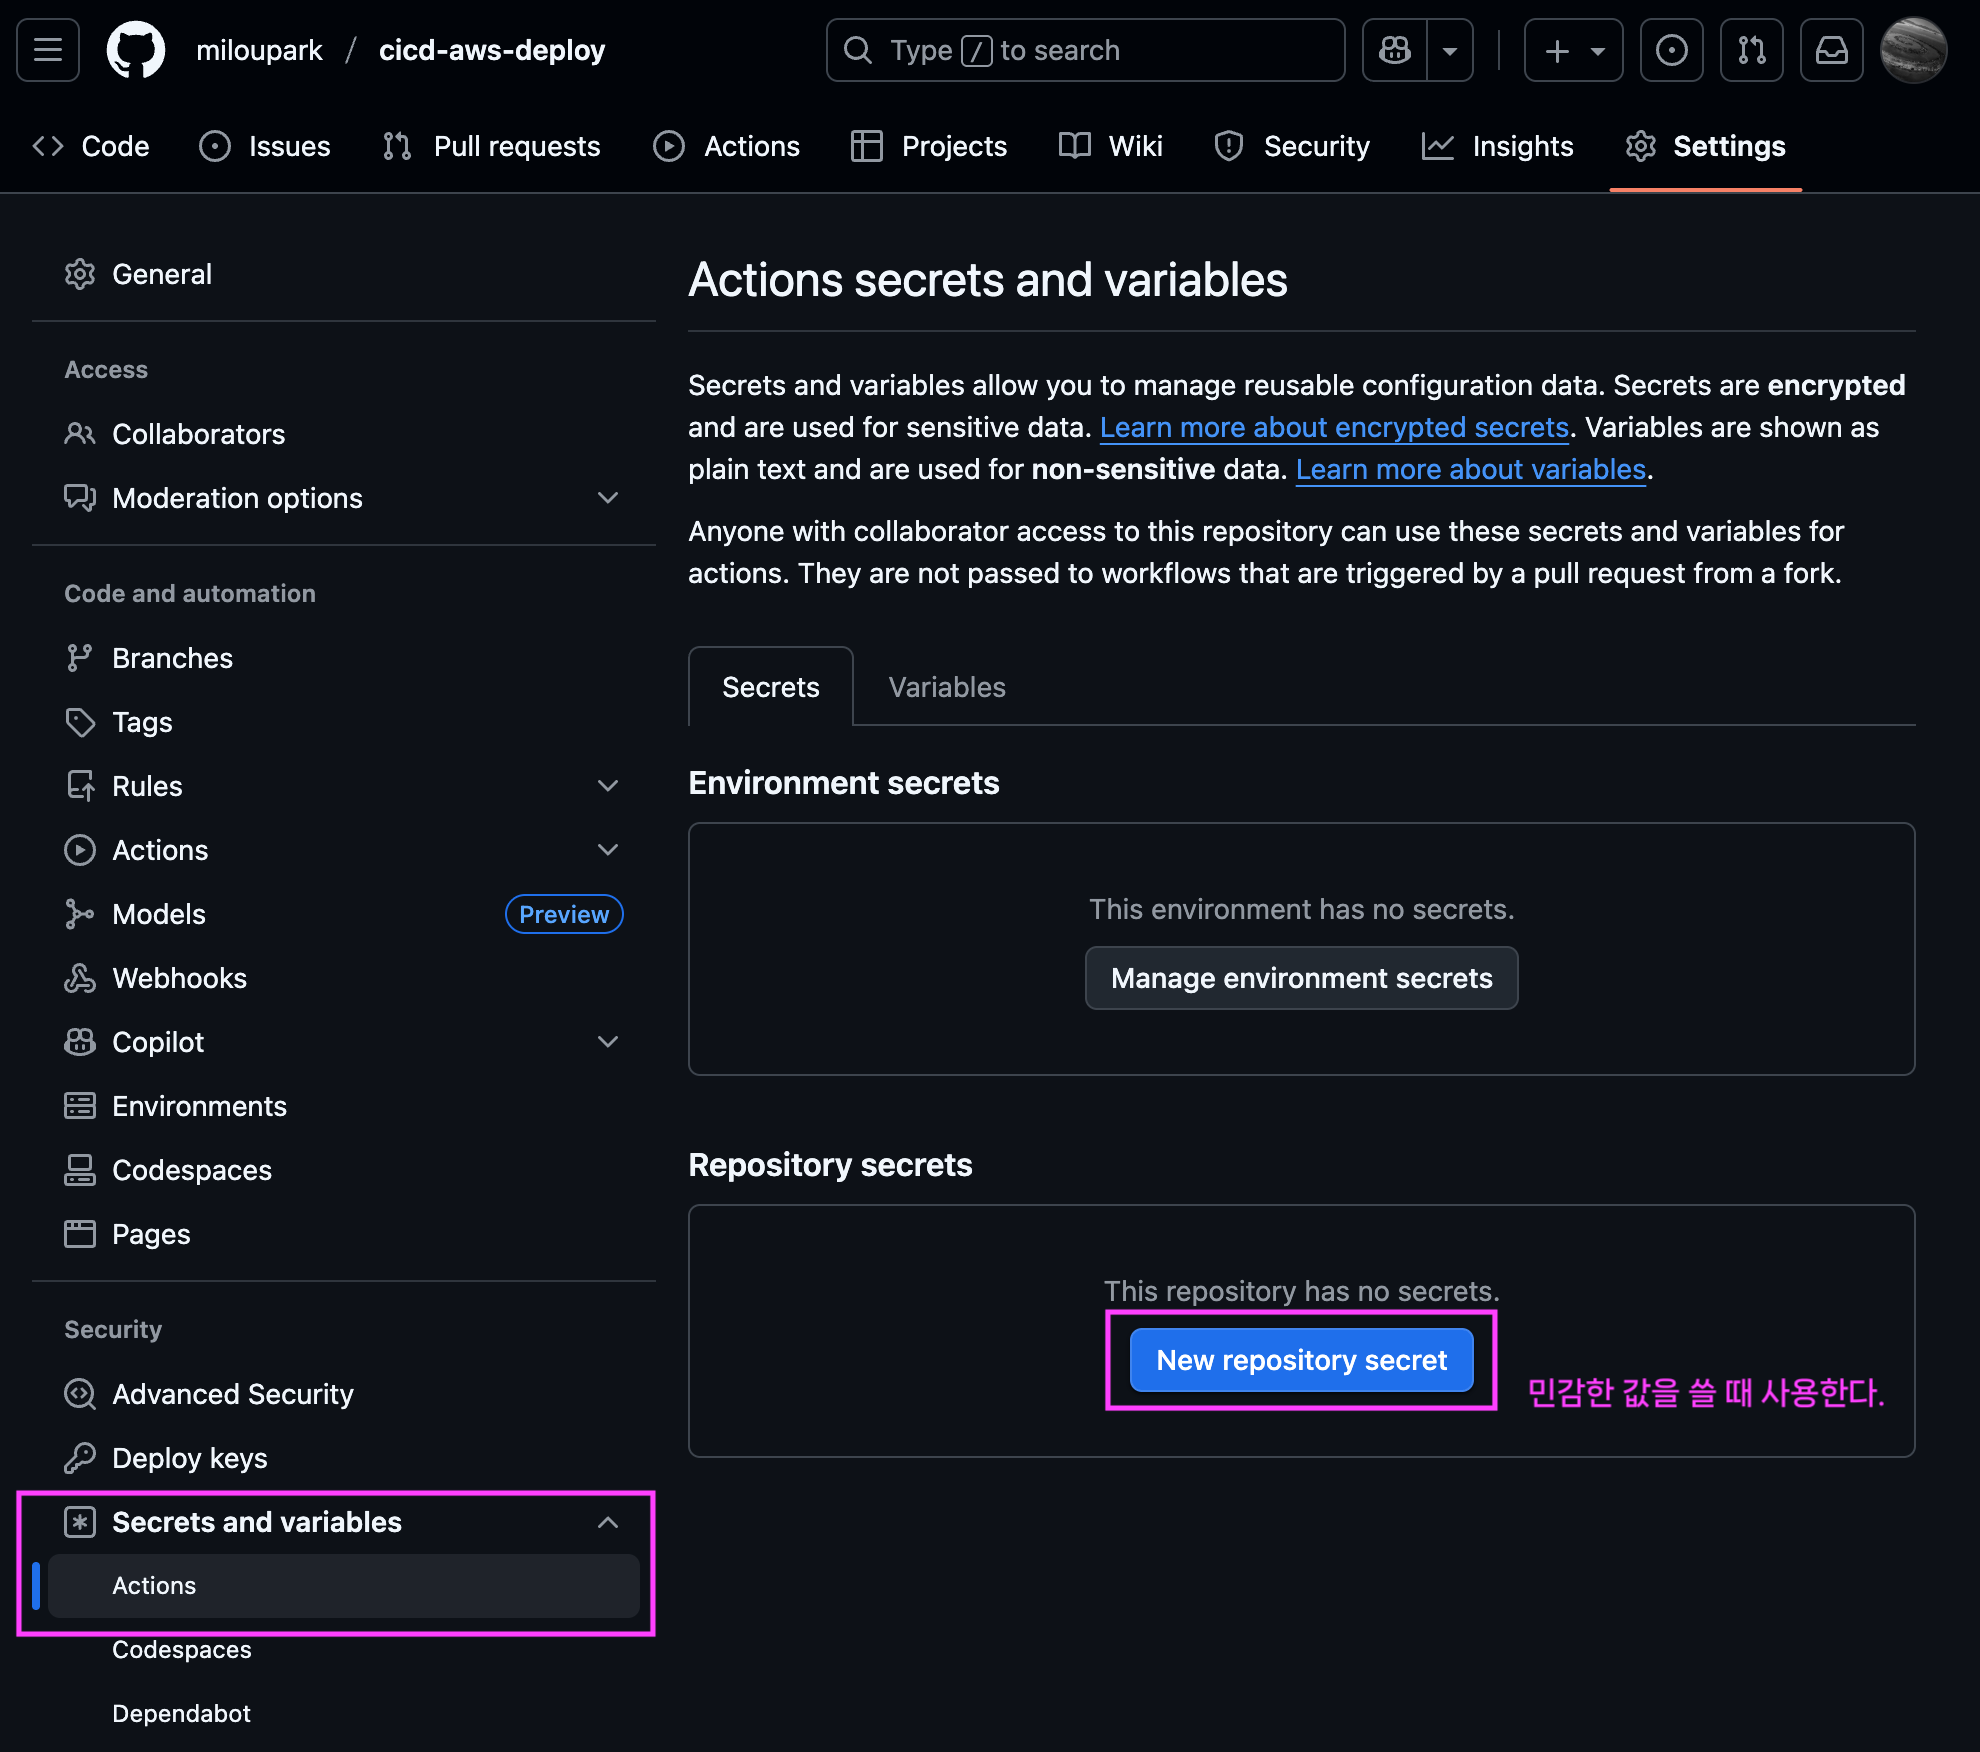 miloupark / cicd-aws-deploy
Type / to search
Code
Issues
Pull requests
Actions
Projects
Wiki
Security
Insights
Settings
General
Access
Collaborators
Moderation options
Code and automation
Branches
Tags
Rules
Actions
Models
Preview
Webhooks
Copilot
Environments
Codespaces
Pages
Security
Advanced Security
Deploy keys
Secrets and variables
Actions
Codespaces
Dependabot
Actions secrets and variables
Secrets and variables allow you to manage reusable configuration data. Secrets are encrypted
and are used for sensitive data. Learn more about encrypted secrets. Variables are shown as
plain text and are used for non-sensitive data. Learn more about variables.
Anyone with collaborator access to this repository can use these secrets and variables for
actions. They are not passed to workflows that are triggered by a pull request from a fork.
Secrets
Variables
Environment secrets
This environment has no secrets.
Manage environment secrets
Repository secrets
This repository has no secrets.
New repository secret
민감한 값을 쓸 때 사용한다.